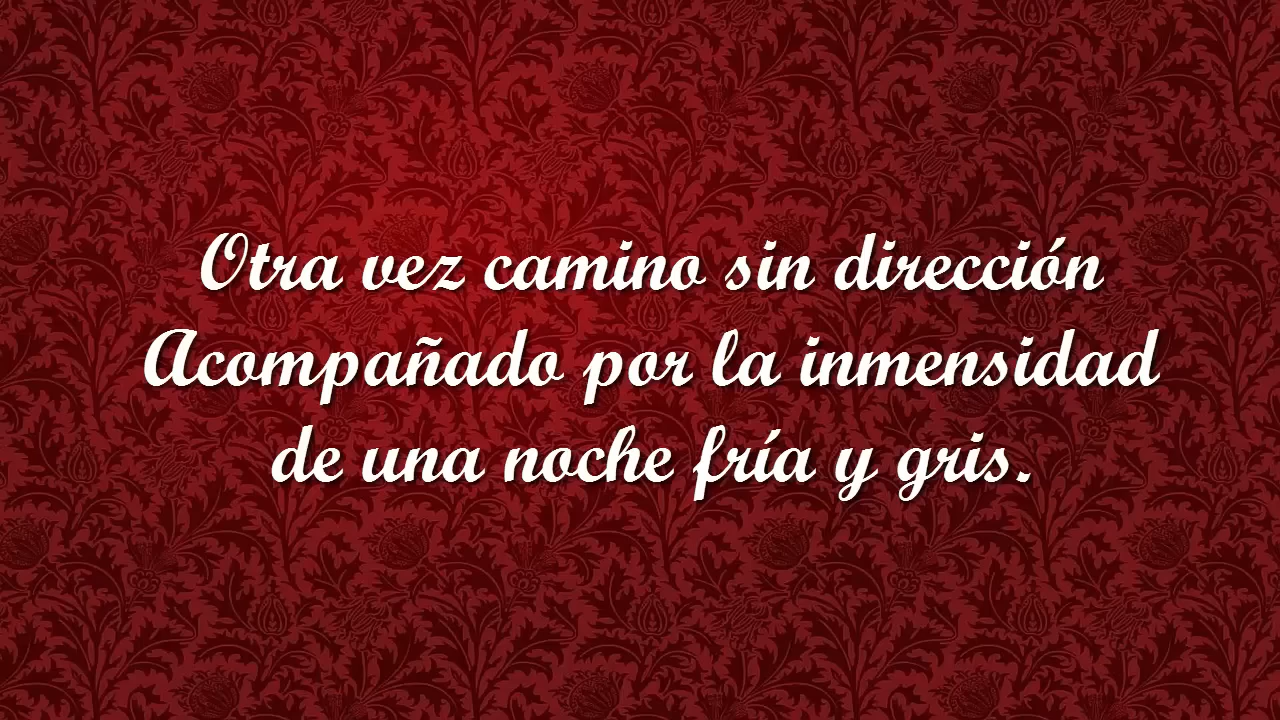 Otra vez camino sin dirección
Acompañado por la inmensidad
de una noche fría y gris.